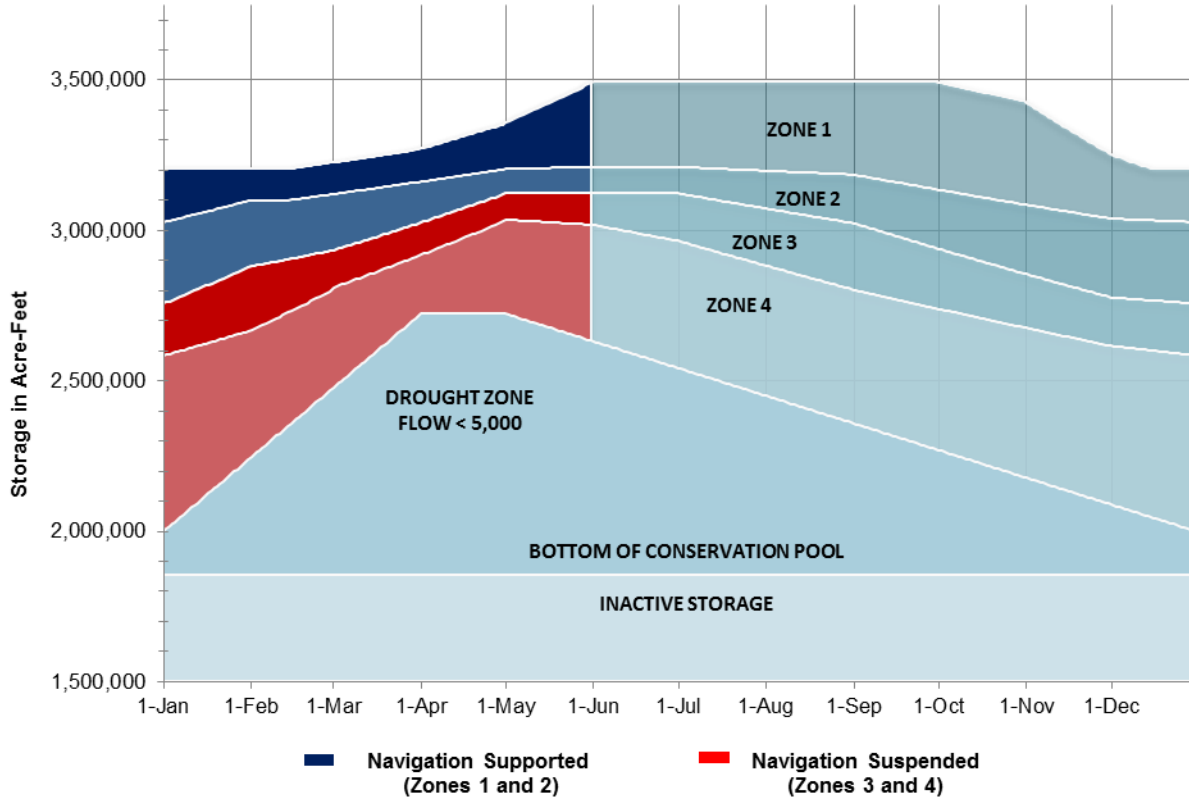 3,500,000
3,000,000
2,500,000
2,000,000
1,500,000
Storage in Acre-Feet
ZONE 1
ZONE 2
ZONE 3
ZONE 4
DROUGHT ZONE
FLOW < 5,000
BOTTOM OF CONSERVATION POOL
INACTIVE STORAGE
1-Jan 1-Feb 1-Mar 1-Apr 1-May 1-Jun 1-Jul 1-Aug 1-Sep 1-Oct 1-Nov 1-Dec
Navigation Supported
(Zones 1 and 2)
Navigation Suspended
(Zones 3 and 4)